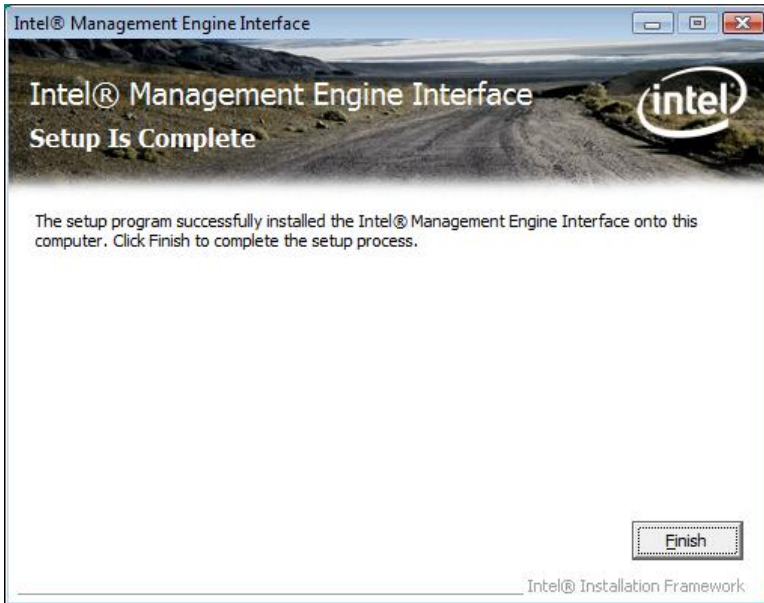 Intel® Management Engine Interface
Intel® Management Engine Interface
intel
Setup Is Complete
The setup program successfully installed the Intel® Management Engine Interface onto this
computer. Click Finish to complete the setup process.
Finish
Intel® Installation Framework